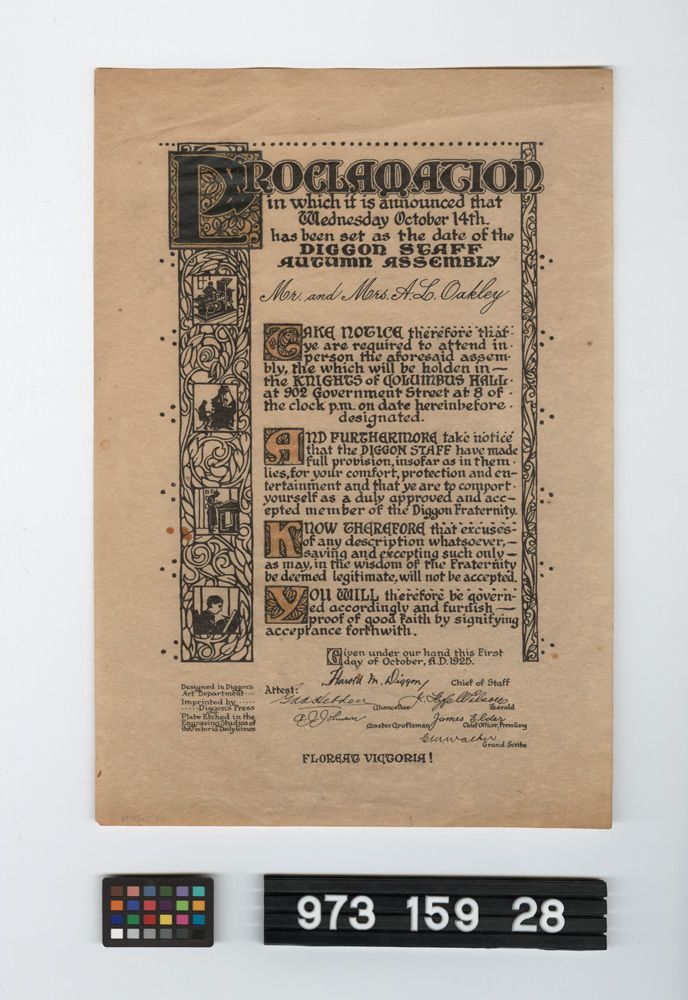 PROCLAMATION
in which it is announced that
Wednesday October 14th.
has been set as the date of the
DIGGON STAFF
AUTUMN ASSEMBLY
Mr. and Mrs. A. L. Oakley
TAKE NOTICE therefore that
ye are required to attend in
person the aforesaid assem-
bly, the which will be holden in —
the KNIGHTS of COLUMBUS HALL
at 902 Government Street at 8 of
the clock p.m. on date hereinbefore
designated.
AND FURTHERMORE take notice
that the DIGGON STAFF have made
full provision, insofar as in them
lies, for your comfort, protection and en-
tertainment and that ye are to comport
yourself as a duly approved and acc-
epted member of the Diggon Fraternity.
KNOW THEREFORE that excuses
of any description whatsoever, —
saving and excepting such only —
as may, in the wisdom of the Fraternity
be deemed legitimate, will not be accepted.
YOU WILL therefore be govern-
ed accordingly and furnish —
proof of good faith by signifying
acceptance forthwith.
Given under our hand this First
day of October, A.D. 1925.
Harold M. Diggon Chief of Staff
Attest:
Chancellor
Herald
Master Craftsman
James Elder
Chief Officer, Press Gang
Grand Scribe
Designed in Diggon's
Art Department
Imprinted by
Diggon's Press
Plate Etched in the
Engraving Studios of
the Victoria Daily Times
FLOREAT VICTORIA!
973 159 28